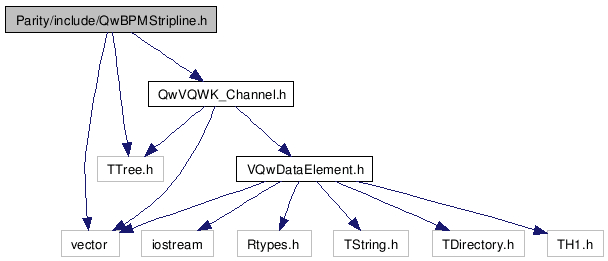 Parity/include/QwBPMStripline.h
QwVQWK_Channel.h
TTree.h
VQwDataElement.h
vector
iostream
Rtypes.h
TString.h
TDirectory.h
TH1.h